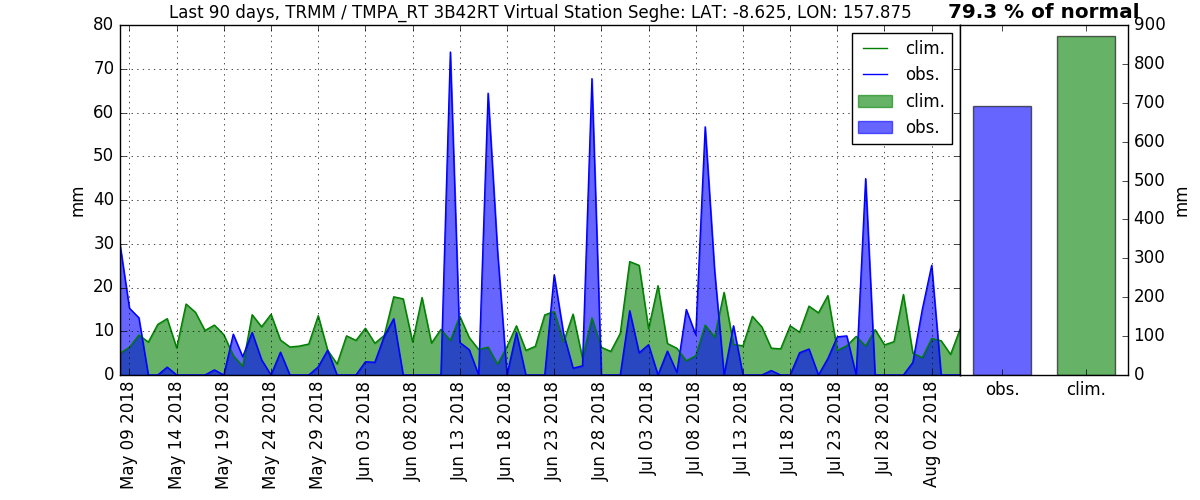 Last 90 days, TRMM / TMPA_RT 3B42RT Virtual Station Seghe: LAT: -8.625, LON: 157.875
79.3 % of normal
mm
80
70
60
50
40
30
20
10
0
clim.
obs.
clim.
obs.
May 09 2018
May 14 2018
May 19 2018
May 24 2018
May 29 2018
Jun 03 2018
Jun 08 2018
Jun 13 2018
Jun 18 2018
Jun 23 2018
Jun 28 2018
Jul 03 2018
Jul 08 2018
Jul 13 2018
Jul 18 2018
Jul 23 2018
Jul 28 2018
Aug 02 2018
900
800
700
600
500
400
300
200
100
0
mm
obs.
clim.